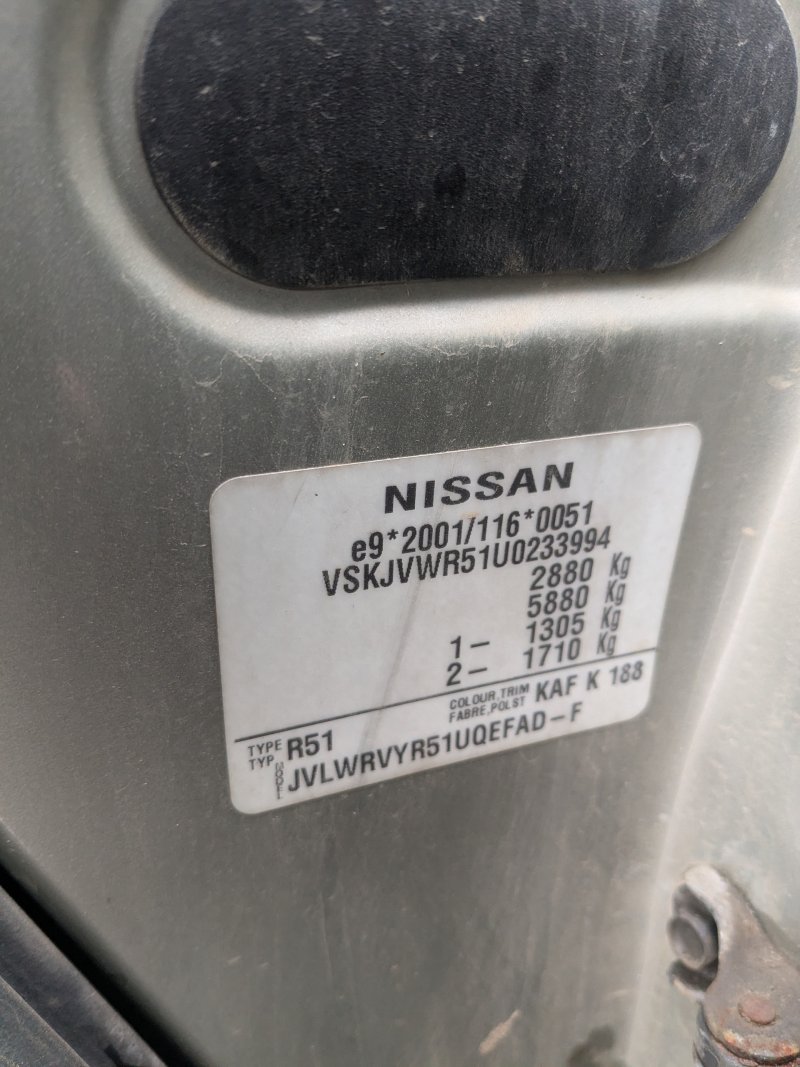 NISSAN
e9*2001/116*0051
VSKJVWR51U0233994
2880 Kg
5880 Kg
1- 1305 Kg
2- 1710 Kg
COLOUR,TRIM KAF K 188
FABRE,POLST
TYPE R51
TYP
MODEL JVLWRVYR51UQEFAD-F